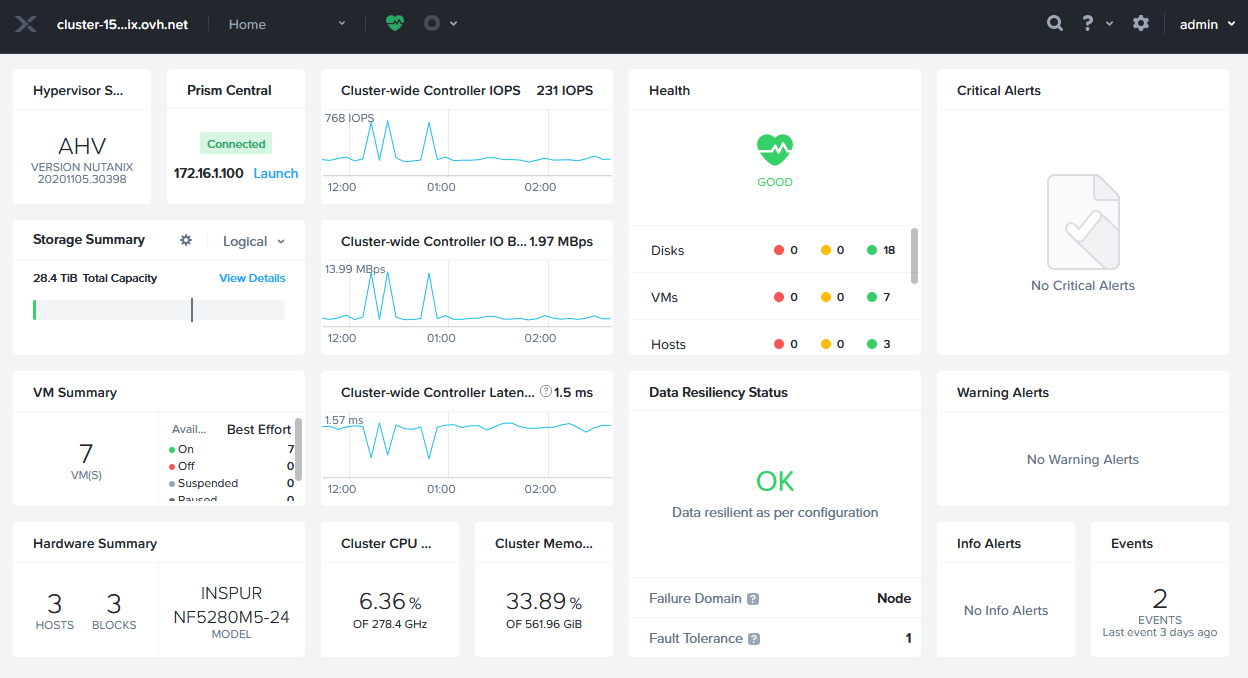 cluster-15...ix.ovh.net
Home
admin
Hypervisor S...
AHV
VERSION NUTANIX
20201105.30398
Prism Central
Connected
172.16.1.100 Launch
Cluster-wide Controller IOPS 231 IOPS
768 IOPS
12:00 01:00 02:00
Health
GOOD
Disks 0 0 18
VMs 0 0 7
Hosts 0 0 3
Critical Alerts
No Critical Alerts
Storage Summary Logical
28.4 TiB Total Capacity View Details
Cluster-wide Controller IO B... 1.97 MBps
13.99 MBps
12:00 01:00 02:00
VM Summary
7
VM(S)
Avail... Best Effort
On 7
Off 0
Suspended 0
Paused 0
Cluster-wide Controller Laten... ? 1.5 ms
1.57 ms
12:00 01:00 02:00
Data Resiliency Status
OK
Data resilient as per configuration
Failure Domain ? Node
Fault Tolerance ? 1
Warning Alerts
No Warning Alerts
Hardware Summary
3
HOSTS
3
BLOCKS
INSPUR
NF5280M5-24
MODEL
Cluster CPU ...
6.36 %
OF 278.4 GHz
Cluster Memo...
33.89 %
OF 561.96 GiB
Info Alerts
No Info Alerts
Events
2
EVENTS
Last event 3 days ago